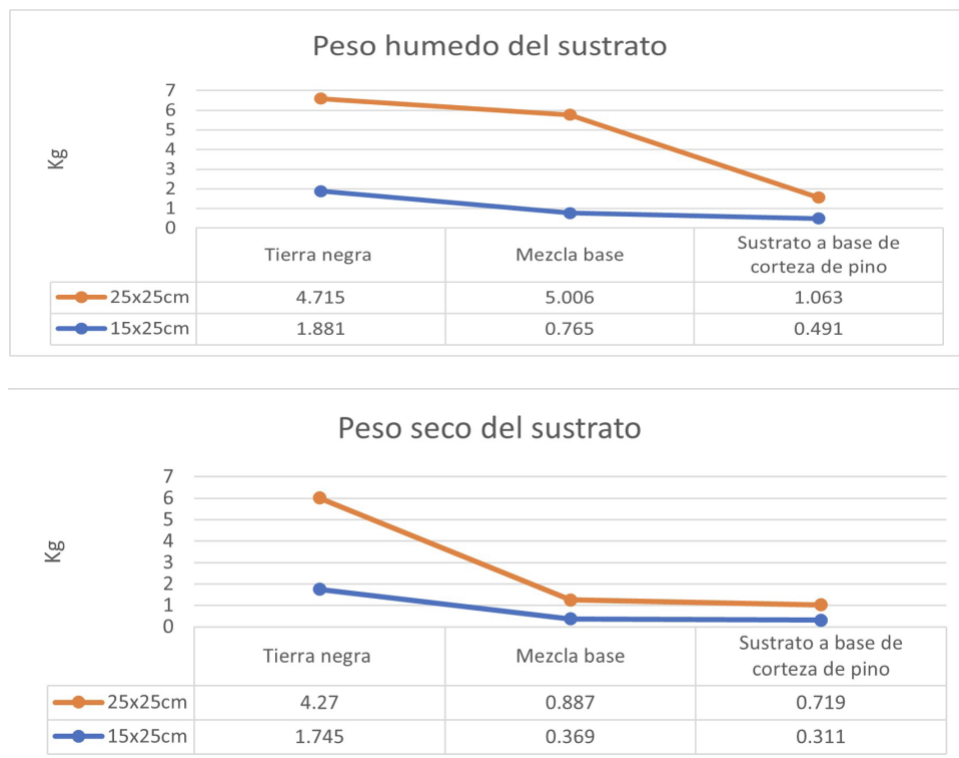 Peso humedo del sustrato
Kg
7
6
5
4
3
2
1
0
Tierra negra Mezcla base Sustrato a base de
corteza de pino
25x25cm 4.715 5.006 1.063
15x25cm 1.881 0.765 0.491
Peso seco del sustrato
Kg
7
6
5
4
3
2
1
0
Tierra negra Mezcla base Sustrato a base de
corteza de pino
25x25cm 4.27 0.887 0.719
15x25cm 1.745 0.369 0.311